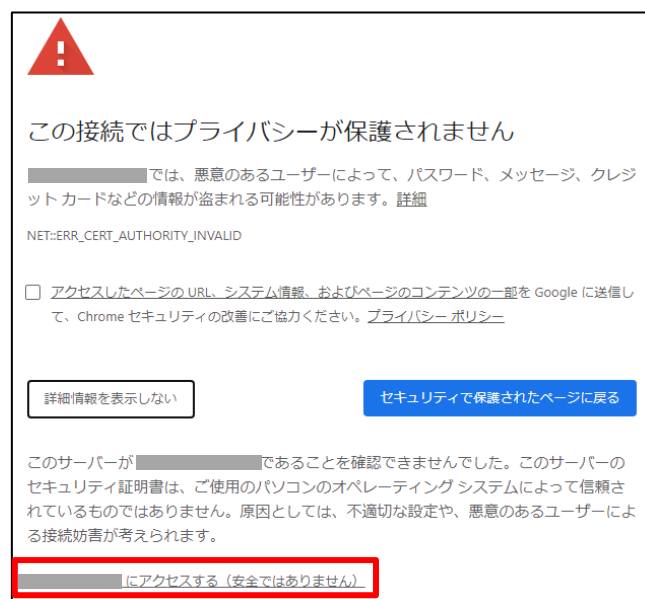 この接続ではプライバシーが保護されません
では、悪意のあるユーザーによって、パスワード、メッセージ、クレジ
ット カードなどの情報が盗まれる可能性があります。詳細
NET::ERR_CERT_AUTHORITY_INVALID
アクセスしたページの URL、システム情報、およびページのコンテンツの一部を Google に送信し
て、Chrome セキュリティの改善にご協力ください。プライバシー ポリシー
詳細情報を表示しない
セキュリティで保護されたページに戻る
このサーバーが であることを確認できませんでした。このサーバーの
セキュリティ証明書は、ご使用のパソコンのオペレーティング システムによって信頼さ
れているものではありません。原因としては、不適切な設定や、悪意のあるユーザーによ
る接続妨害が考えられます。
にアクセスする（安全ではありません）